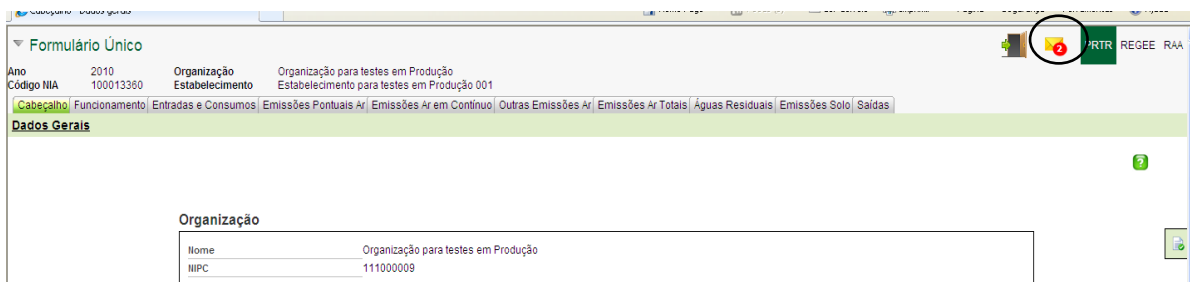 Cabeçalho - Dados gerais
Formulário Único
2
PRTR REGEE RAA
Ano 2010 Organização Organização para testes em Produção
Código NIA 100013360 Estabelecimento Estabelecimento para testes em Produção 001
Cabeçalho Funcionamento Entradas e Consumos Emissões Pontuais Ar Emissões Ar em Contínuo Outras Emissões Ar Emissões Ar Totais Águas Residuais Emissões Solo Saídas
Dados Gerais
?
Organização
Nome Organização para testes em Produção
NIPC 111000009